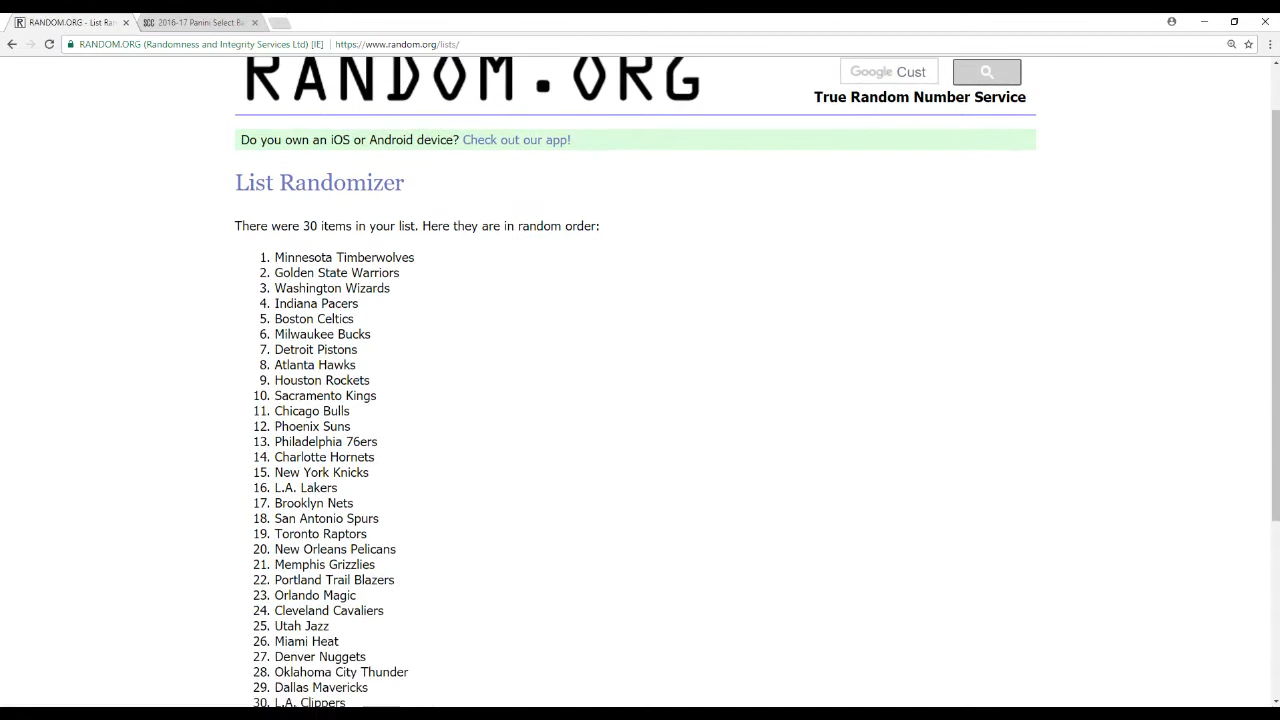 RANDOM.ORG - List Ra
SCC 2016-17 Panini Select Ba
RANDOM.ORG (Randomness and Integrity Services Ltd) [IE] https://www.random.org/lists/
RANDOM.ORG
Google Cust
True Random Number Service
Do you own an iOS or Android device? Check out our app!
List Randomizer
There were 30 items in your list. Here they are in random order:
1. Minnesota Timberwolves
2. Golden State Warriors
3. Washington Wizards
4. Indiana Pacers
5. Boston Celtics
6. Milwaukee Bucks
7. Detroit Pistons
8. Atlanta Hawks
9. Houston Rockets
10. Sacramento Kings
11. Chicago Bulls
12. Phoenix Suns
13. Philadelphia 76ers
14. Charlotte Hornets
15. New York Knicks
16. L.A. Lakers
17. Brooklyn Nets
18. San Antonio Spurs
19. Toronto Raptors
20. New Orleans Pelicans
21. Memphis Grizzlies
22. Portland Trail Blazers
23. Orlando Magic
24. Cleveland Cavaliers
25. Utah Jazz
26. Miami Heat
27. Denver Nuggets
28. Oklahoma City Thunder
29. Dallas Mavericks
30. L.A. Clippers